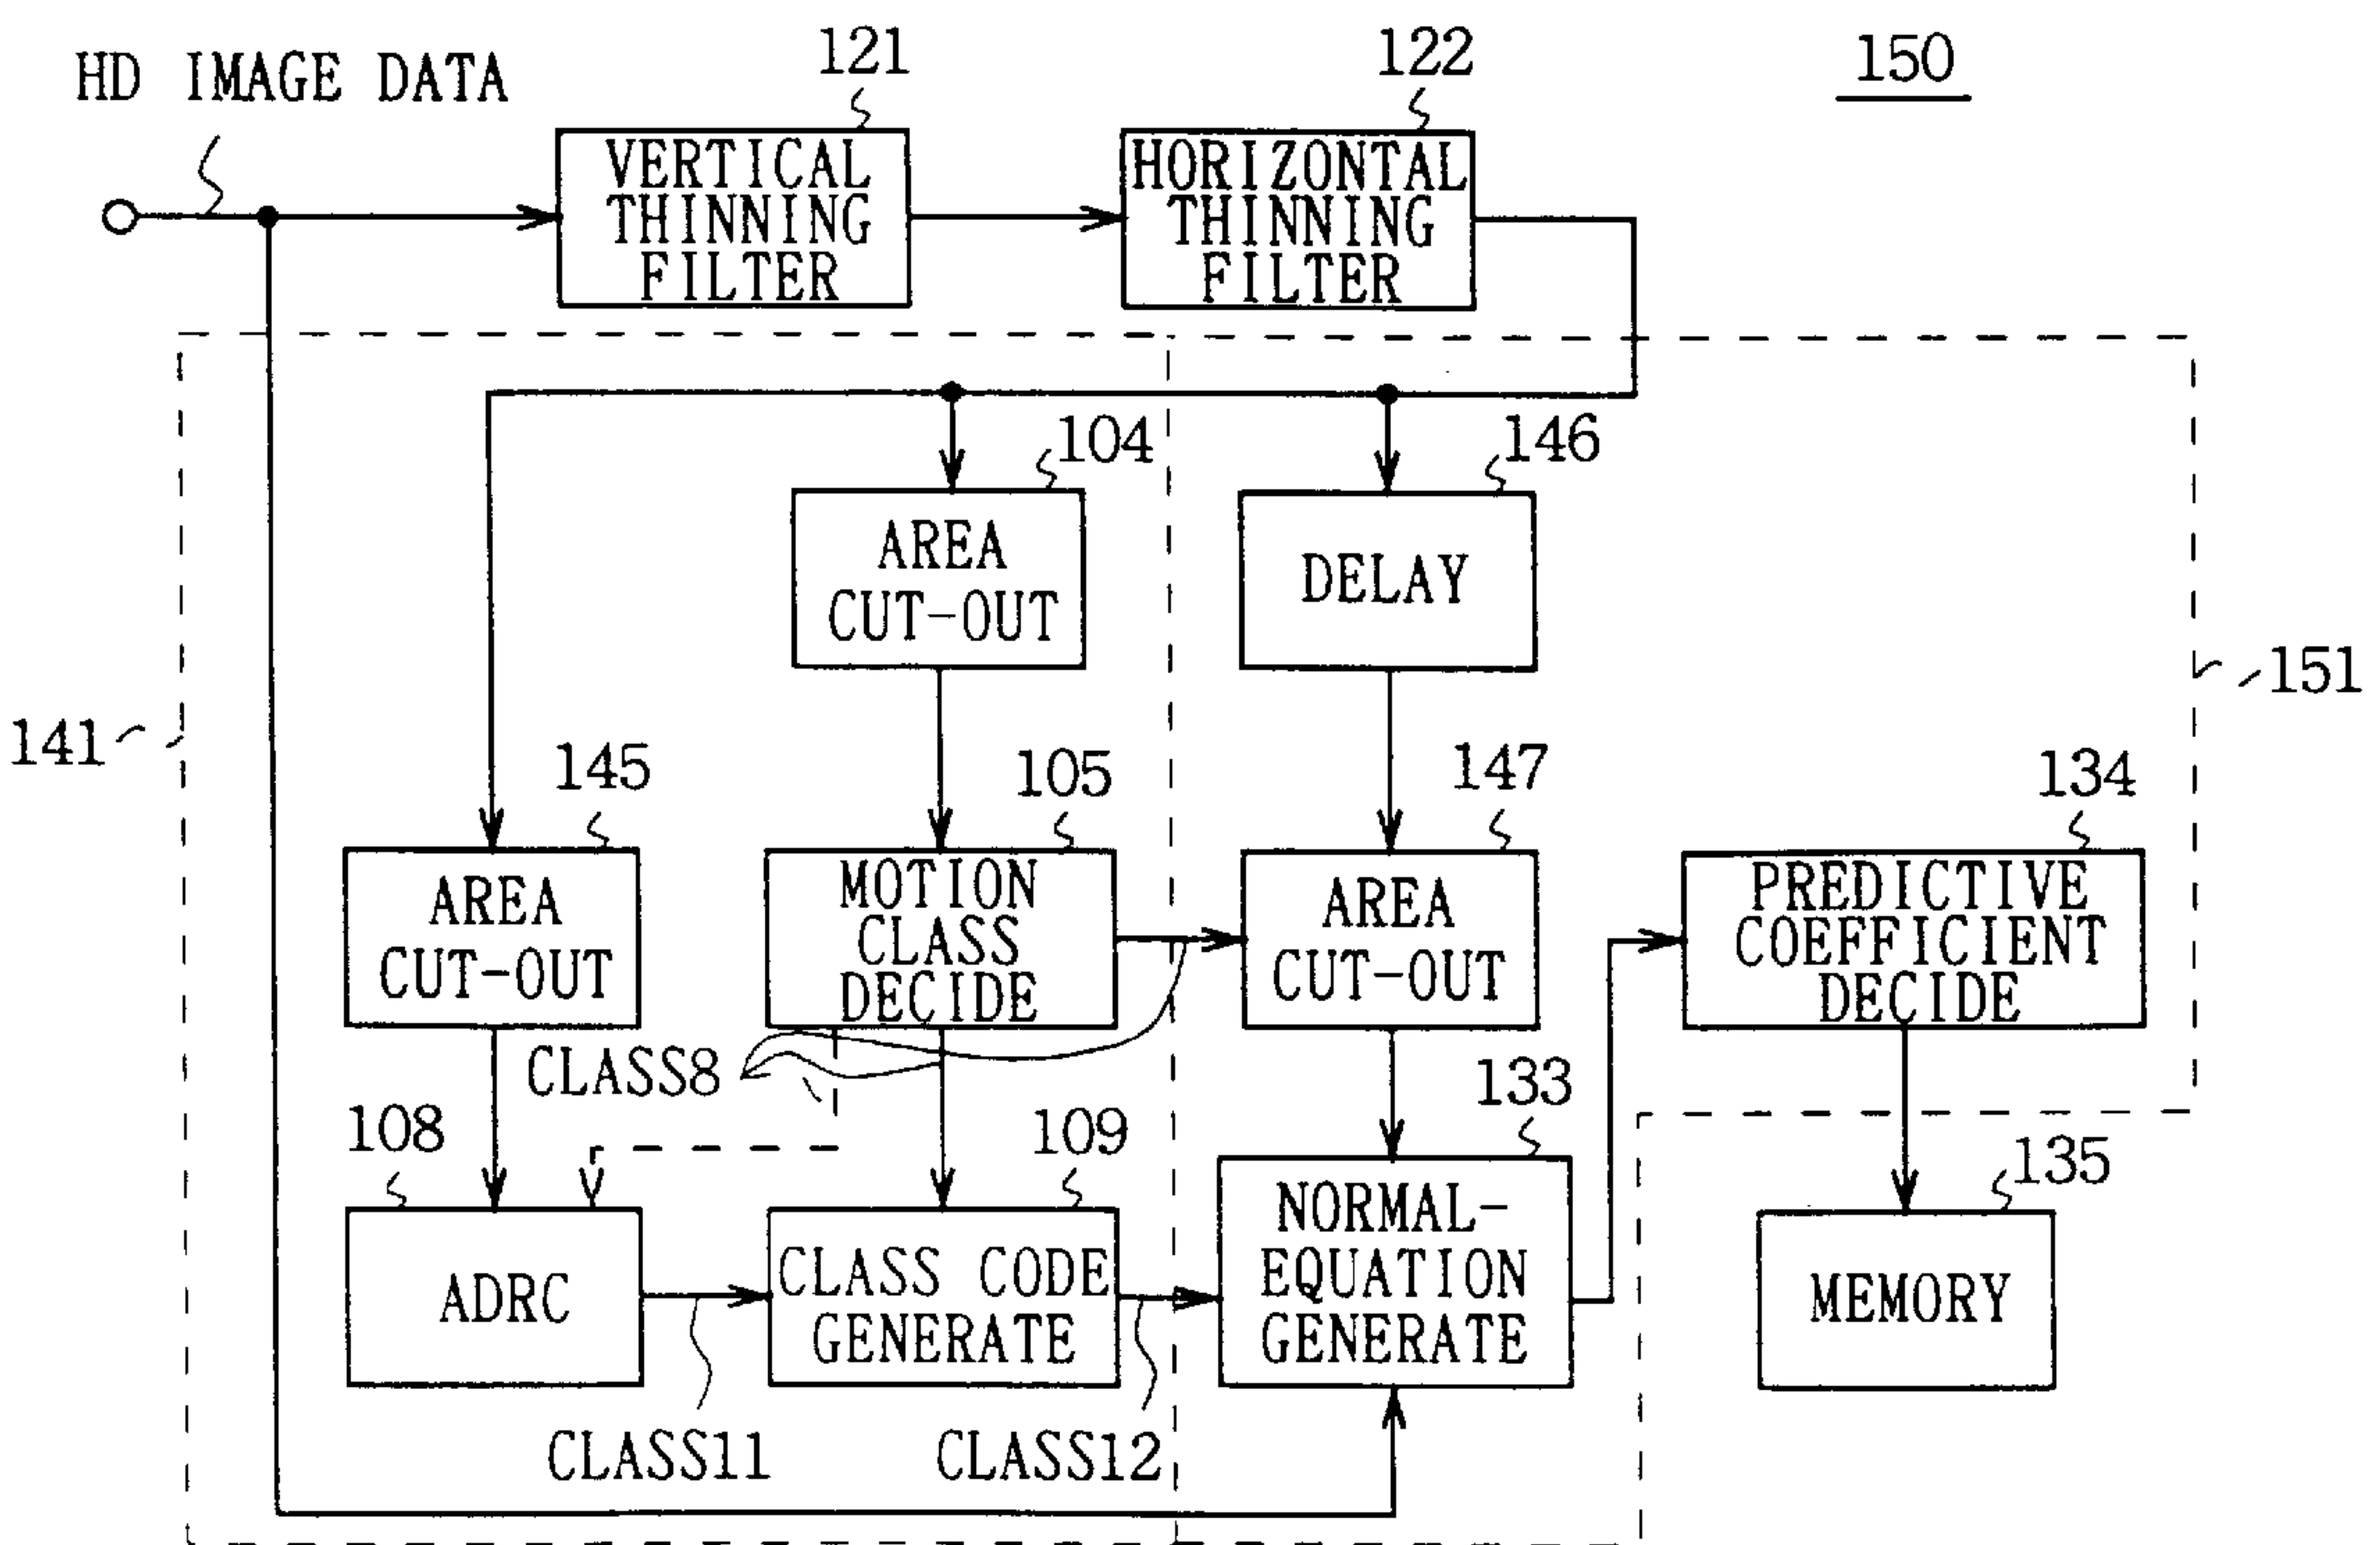 HD IMAGE DATA
121
122
150
VERTICAL
THINNING
FILTER
HORIZONTAL
THINNING
FILTER
104
146
AREA
CUT-OUT
DELAY
151
141
145
105
147
134
AREA
CUT-OUT
MOTION
CLASS
DECIDE
AREA
CUT-OUT
PREDICTIVE
COEFFICIENT
DECIDE
CLASS8
133
108
109
135
ADRC
CLASS CODE
GENERATE
NORMAL-
EQUATION
GENERATE
MEMORY
CLASS11
CLASS12